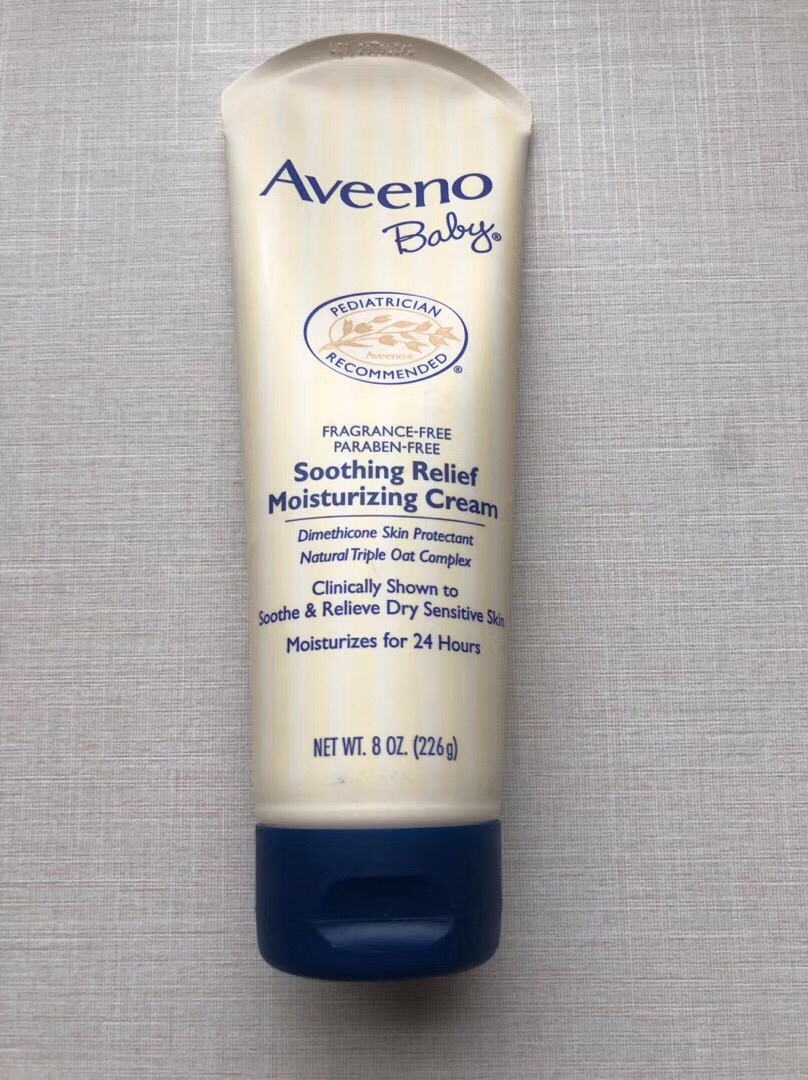 Aveeno
Baby®
PEDIATRICIAN
Aveeno®
RECOMMENDED®
FRAGRANCE-FREE
PARABEN-FREE
Soothing Relief
Moisturizing Cream
Dimethicone Skin Protectant
Natural Triple Oat Complex
Clinically Shown to
Soothe & Relieve Dry Sensitive Skin
Moisturizes for 24 Hours
NET WT. 8 OZ. (226g)